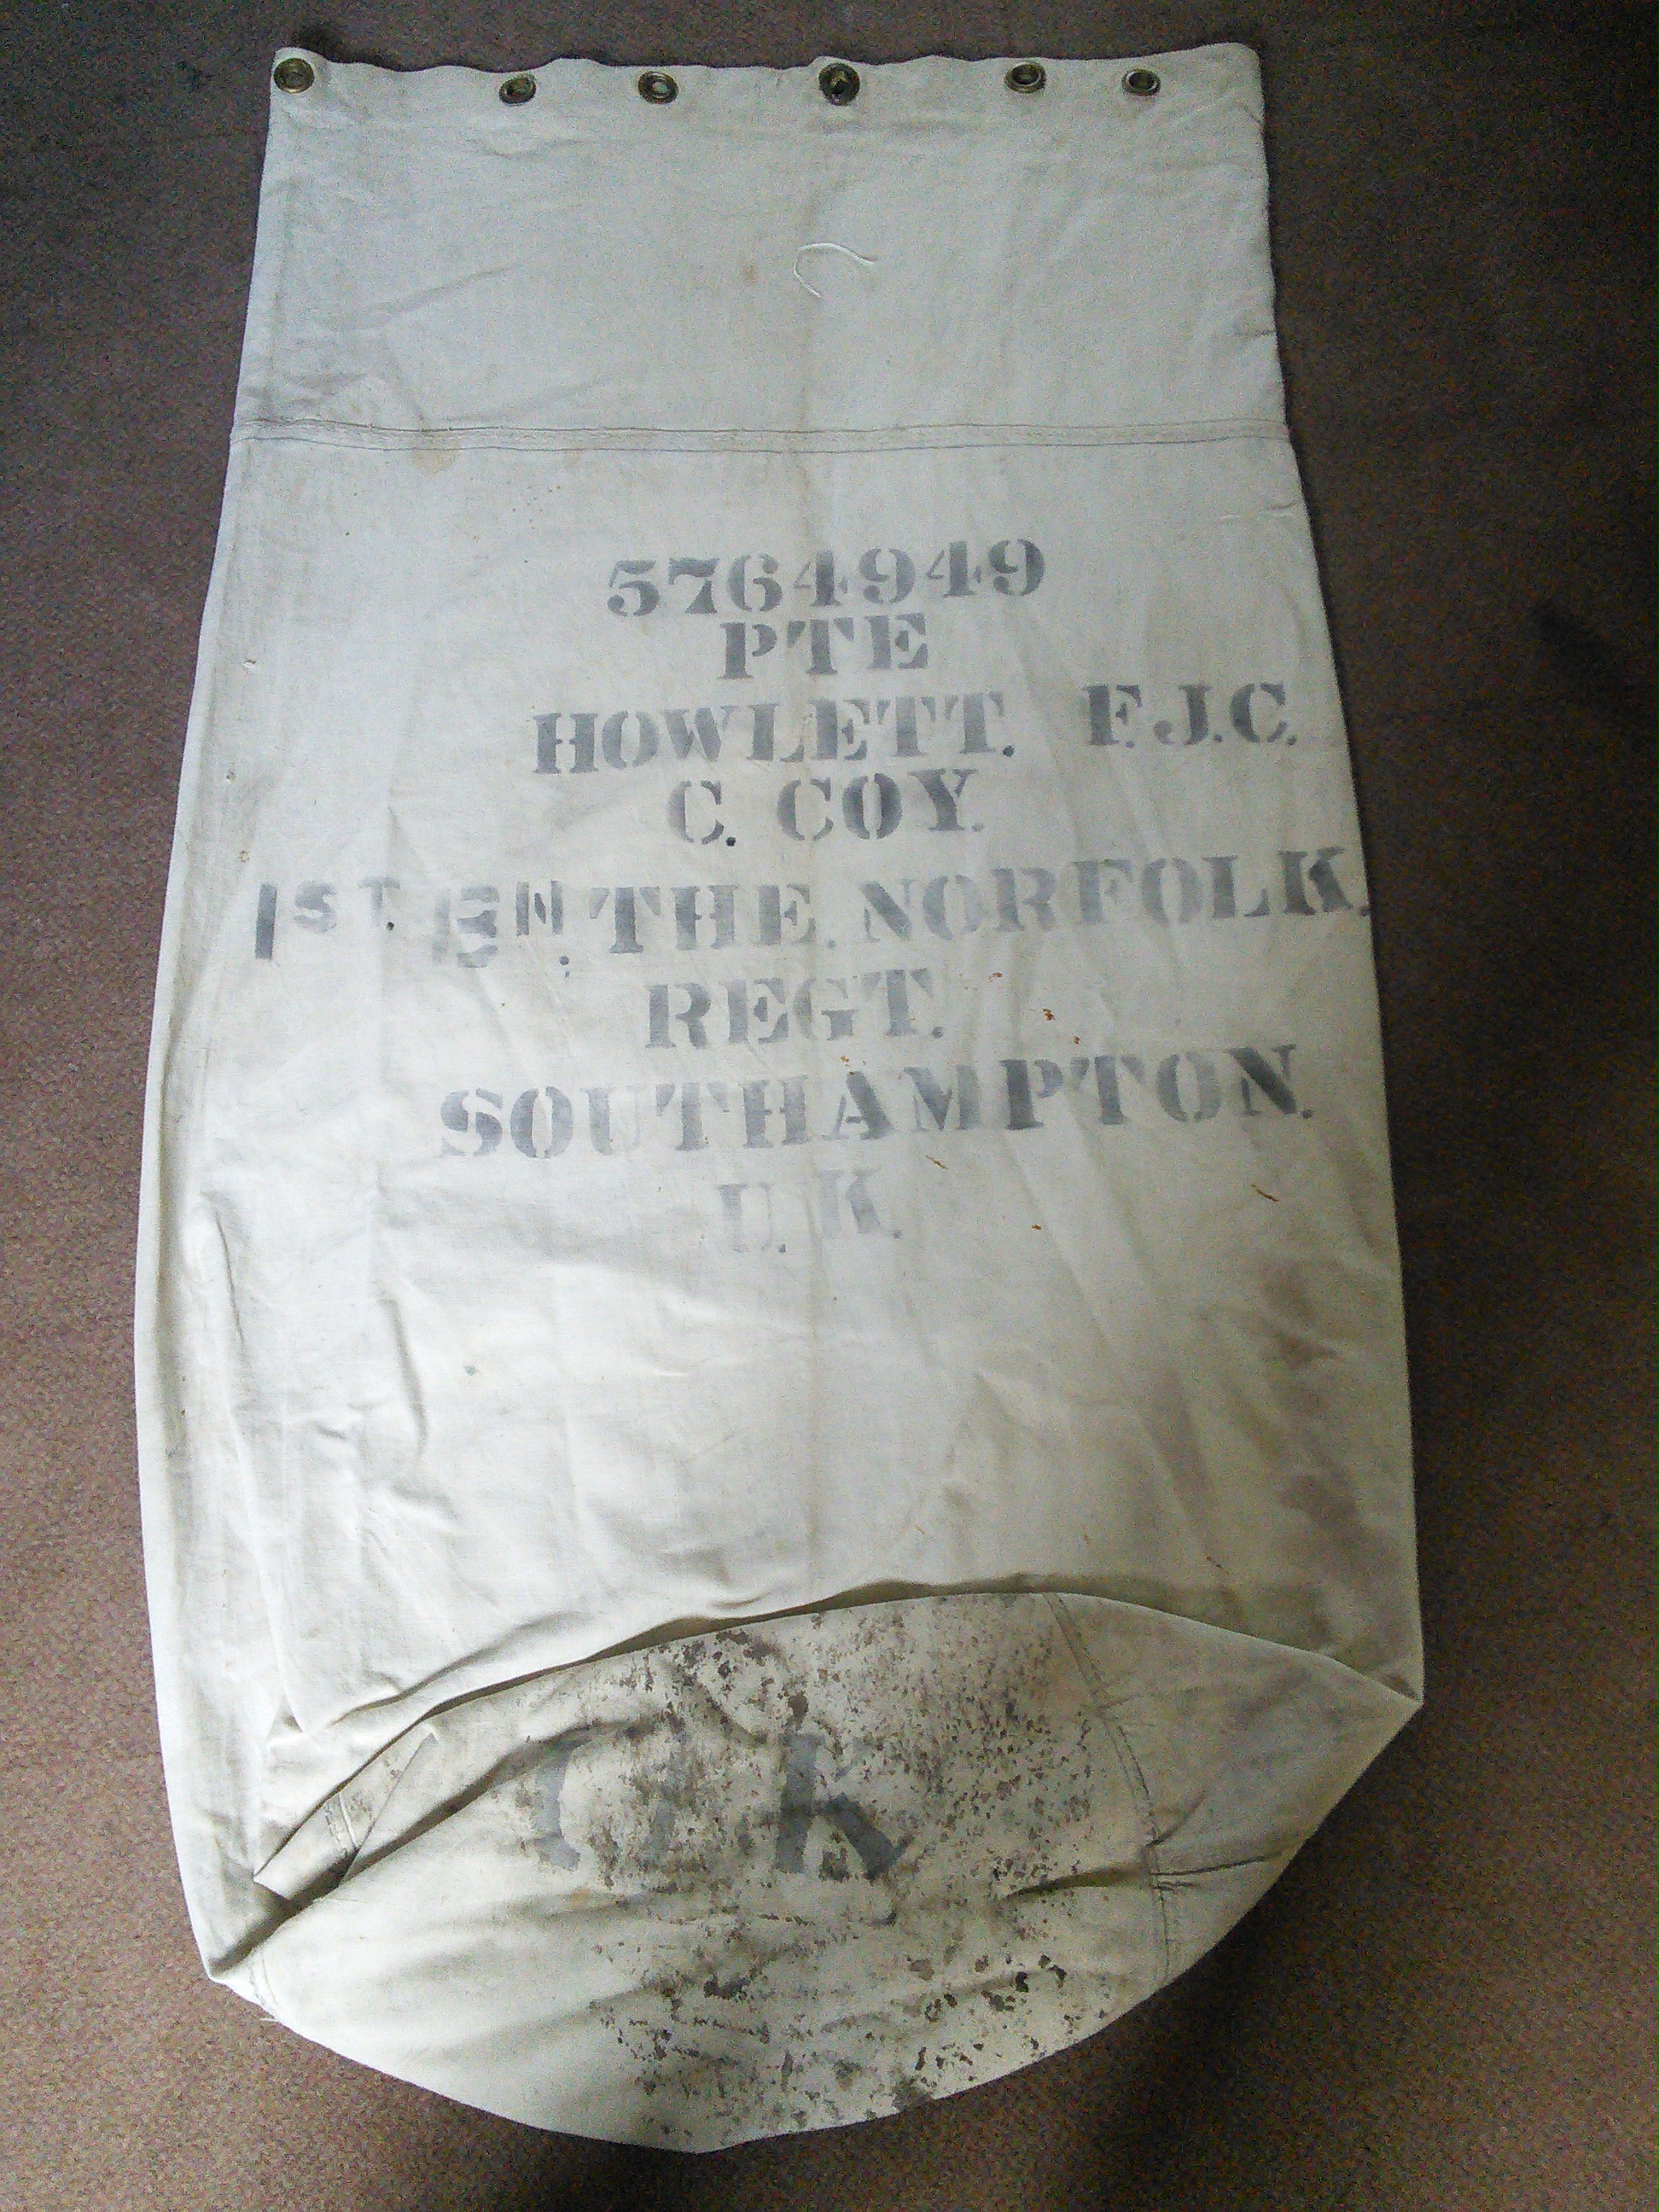 5764949
PTE
HOWLETT. F.J.C.
C. COY.
1ST. BN. THE. NORFOLK.
REGT.
SOUTHAMPTON.
U.K.
U.K